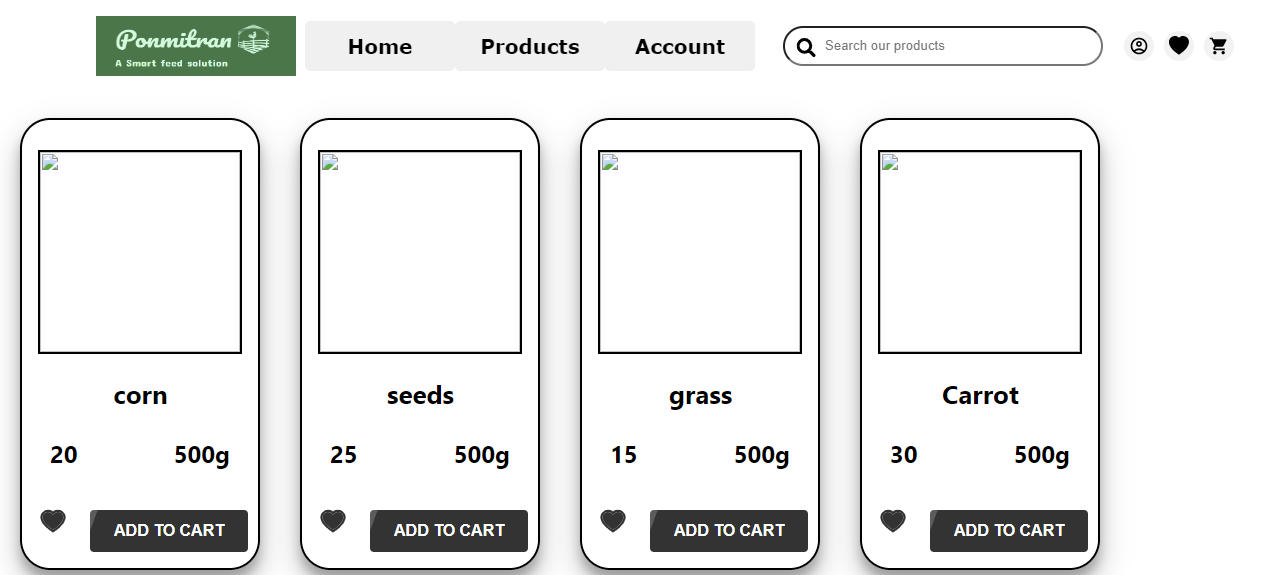 Ponmitran
A Smart feed solution
Home
Products
Account
Search our products
corn
20 500g
ADD TO CART
seeds
25 500g
ADD TO CART
grass
15 500g
ADD TO CART
Carrot
30 500g
ADD TO CART